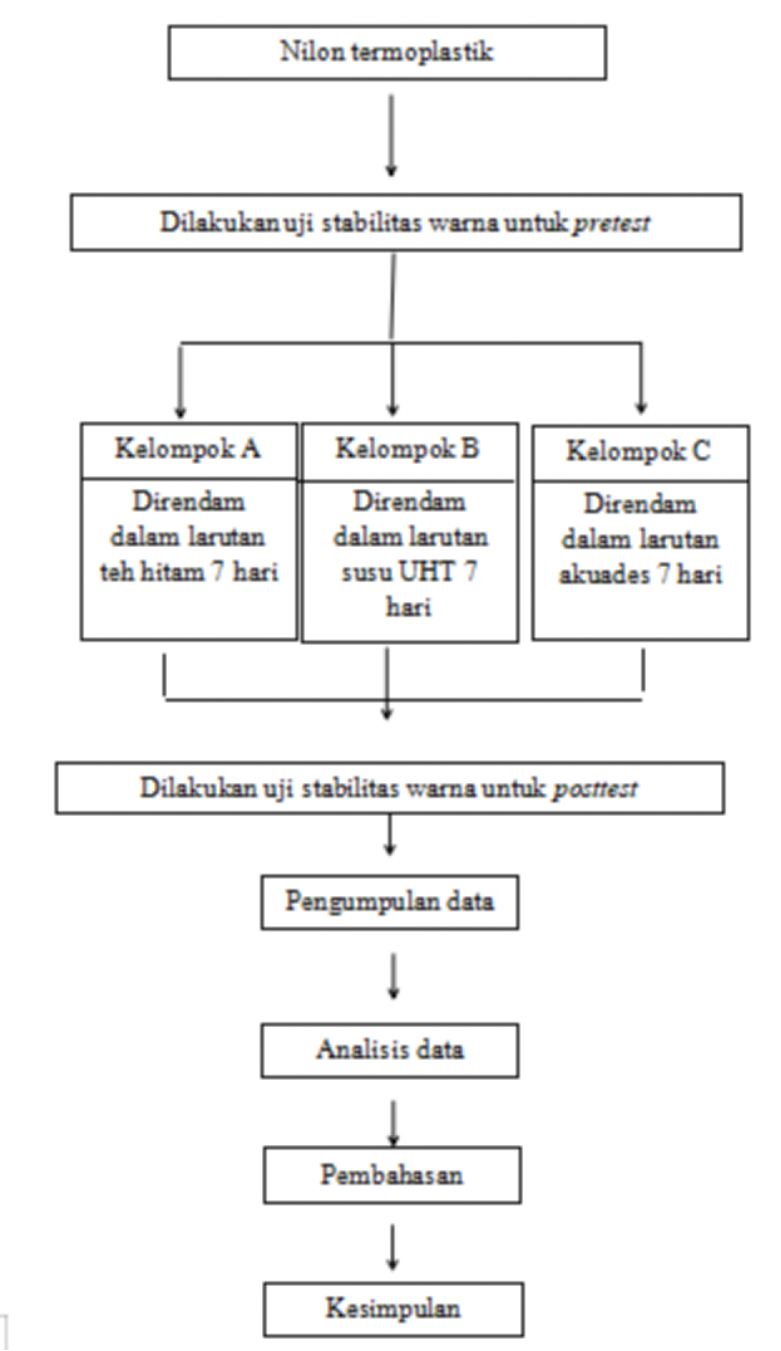 Nilon termoplastik
Dilakukan uji stabilitas warna untuk pretest
Kelompok A
Direndam
dalam larutan
teh hitam 7 hari
Kelompok B
Direndam
dalam larutan
susu UHT 7
hari
Kelompok C
Direndam
dalam larutan
akuades 7 hari
Dilakukan uji stabilitas warna untuk posttest
Pengumpulan data
Analisis data
Pembahasan
Kesimpulan